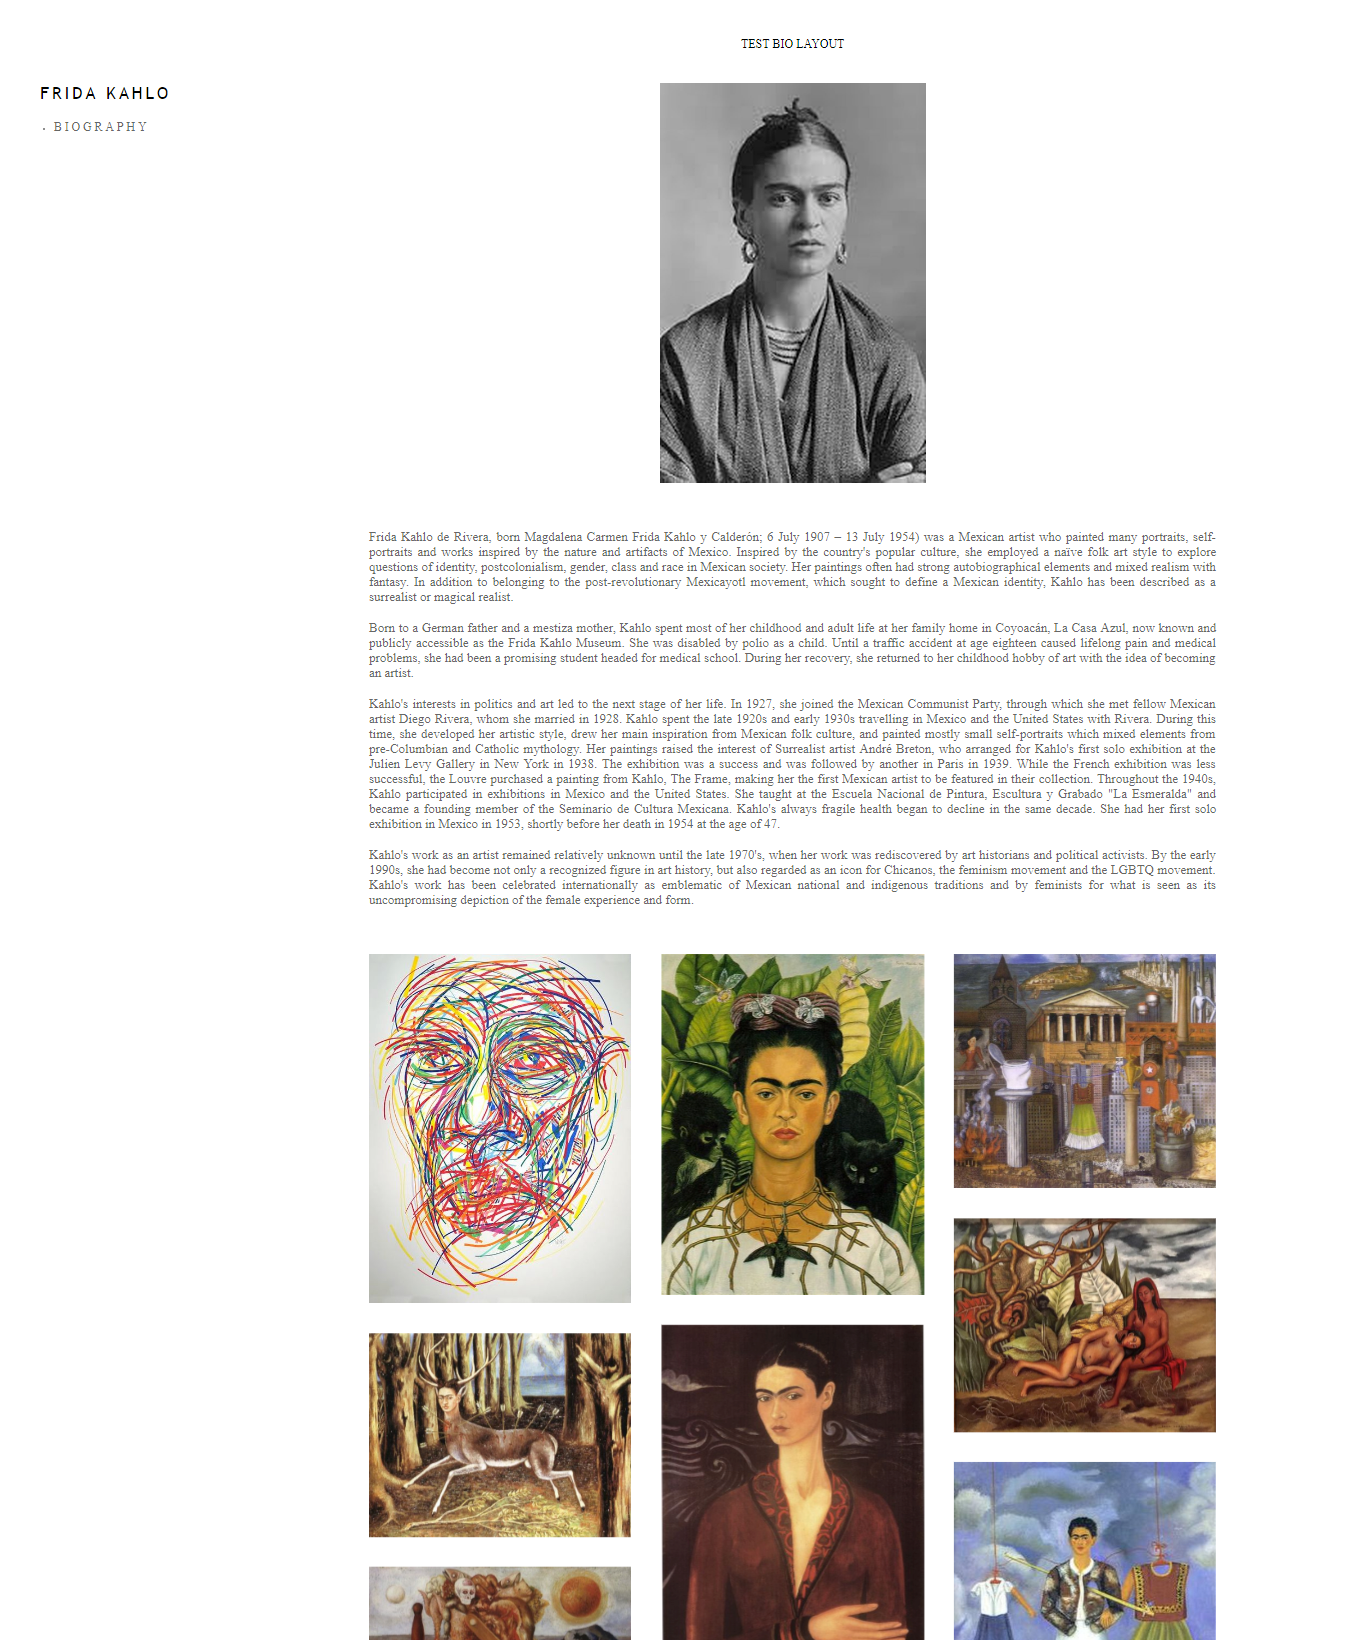 TEST BIO LAYOUT
FRIDA KAHLO
· BIOGRAPHY
Frida Kahlo de Rivera, born Magdalena Carmen Frida Kahlo y Calderón; 6 July 1907 – 13 July 1954) was a Mexican artist who painted many portraits, self-
portraits and works inspired by the nature and artifacts of Mexico. Inspired by the country's popular culture, she employed a naïve folk art style to explore
questions of identity, postcolonialism, gender, class and race in Mexican society. Her paintings often had strong autobiographical elements and mixed realism with
fantasy. In addition to belonging to the post-revolutionary Mexicayotl movement, which sought to define a Mexican identity, Kahlo has been described as a
surrealist or magical realist.
Born to a German father and a mestiza mother, Kahlo spent most of her childhood and adult life at her family home in Coyoacán, La Casa Azul, now known and
publicly accessible as the Frida Kahlo Museum. She was disabled by polio as a child. Until a traffic accident at age eighteen caused lifelong pain and medical
problems, she had been a promising student headed for medical school. During her recovery, she returned to her childhood hobby of art with the idea of becoming
an artist.
Kahlo's interests in politics and art led to the next stage of her life. In 1927, she joined the Mexican Communist Party, through which she met fellow Mexican
artist Diego Rivera, whom she married in 1928. Kahlo spent the late 1920s and early 1930s travelling in Mexico and the United States with Rivera. During this
time, she developed her artistic style, drew her main inspiration from Mexican folk culture, and painted mostly small self-portraits which mixed elements from
pre-Columbian and Catholic mythology. Her paintings raised the interest of Surrealist artist André Breton, who arranged for Kahlo's first solo exhibition at the
Julien Levy Gallery in New York in 1938. The exhibition was a success and was followed by another in Paris in 1939. While the French exhibition was less
successful, the Louvre purchased a painting from Kahlo, The Frame, making her the first Mexican artist to be featured in their collection. Throughout the 1940s,
Kahlo participated in exhibitions in Mexico and the United States. She taught at the Escuela Nacional de Pintura, Escultura y Grabado "La Esmeralda" and
became a founding member of the Seminario de Cultura Mexicana. Kahlo's always fragile health began to decline in the same decade. She had her first solo
exhibition in Mexico in 1953, shortly before her death in 1954 at the age of 47.
Kahlo's work as an artist remained relatively unknown until the late 1970's, when her work was rediscovered by art historians and political activists. By the early
1990s, she had become not only a recognized figure in art history, but also regarded as an icon for Chicanos, the feminism movement and the LGBTQ movement.
Kahlo's work has been celebrated internationally as emblematic of Mexican national and indigenous traditions and by feminists for what is seen as its
uncompromising depiction of the female experience and form.